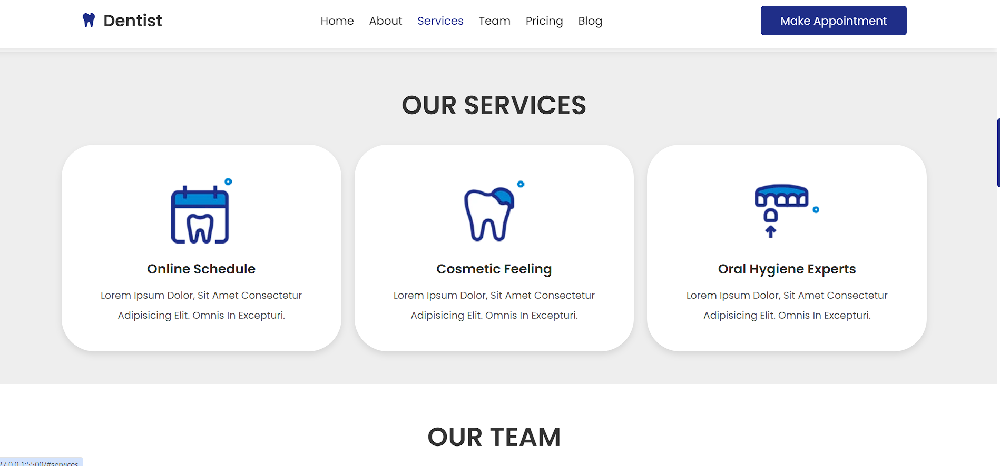 Dentist
Home About Services Team Pricing Blog
Make Appointment
OUR SERVICES
Online Schedule
Lorem Ipsum Dolor, Sit Amet Consectetur
Adipisicing Elit. Omnis In Excepturi.
Cosmetic Feeling
Lorem Ipsum Dolor, Sit Amet Consectetur
Adipisicing Elit. Omnis In Excepturi.
Oral Hygiene Experts
Lorem Ipsum Dolor, Sit Amet Consectetur
Adipisicing Elit. Omnis In Excepturi.
OUR TEAM
27.0.0.1:5500/#services